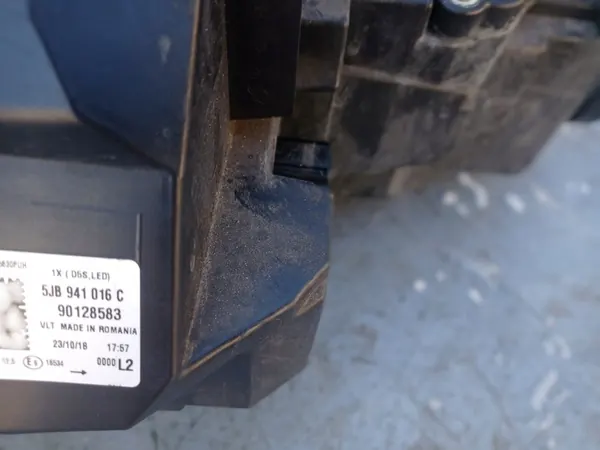 1X ( D5S,LED)
5JB 941 016 C
90128583
VLT MADE IN ROMANIA
23/10/18 17:57
0000 L2